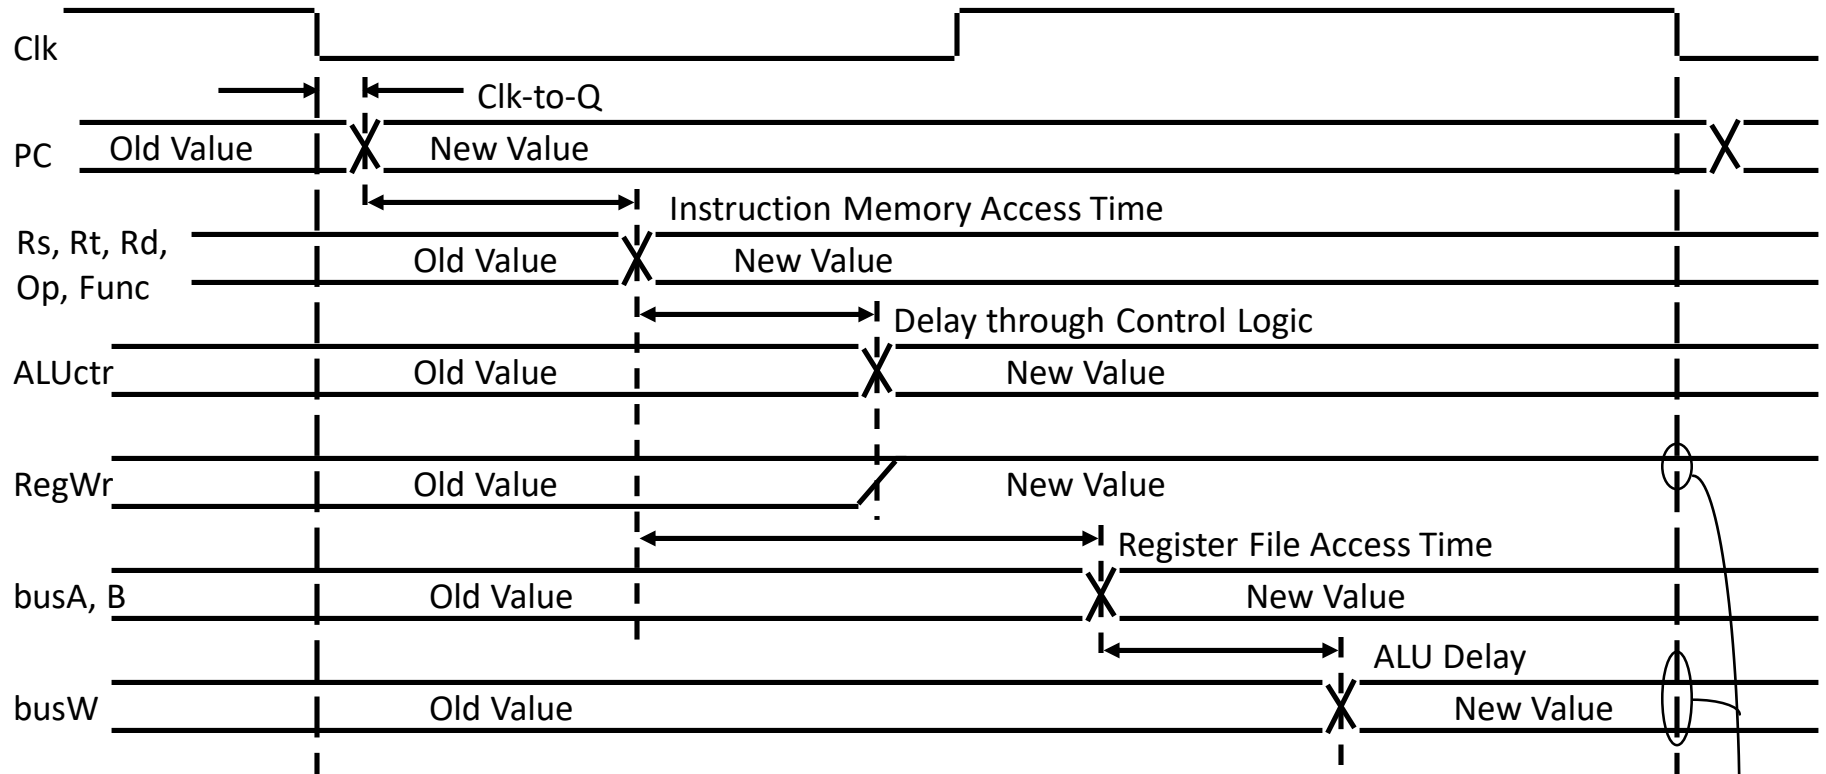 Clk
Clk-to-Q
PC
Old Value
New Value
Instruction Memory Access Time
Rs, Rt, Rd,
Op, Func
Old Value
New Value
Delay through Control Logic
ALUctr
Old Value
New Value
RegWr
Old Value
New Value
Register File Access Time
busA, B
Old Value
New Value
ALU Delay
busW
Old Value
New Value